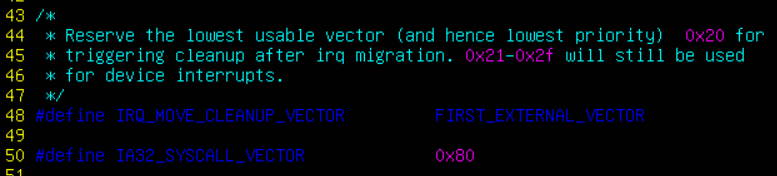 43 /*
44  * Reserve the lowest usable vector (and hence lowest priority)  0x20 for
45  * triggering cleanup after irq migration. 0x21-0x2f will still be used
46  * for device interrupts.
47  */
48 #define IRQ_MOVE_CLEANUP_VECTOR         FIRST_EXTERNAL_VECTOR
49
50 #define IA32_SYSCALL_VECTOR             0x80
51